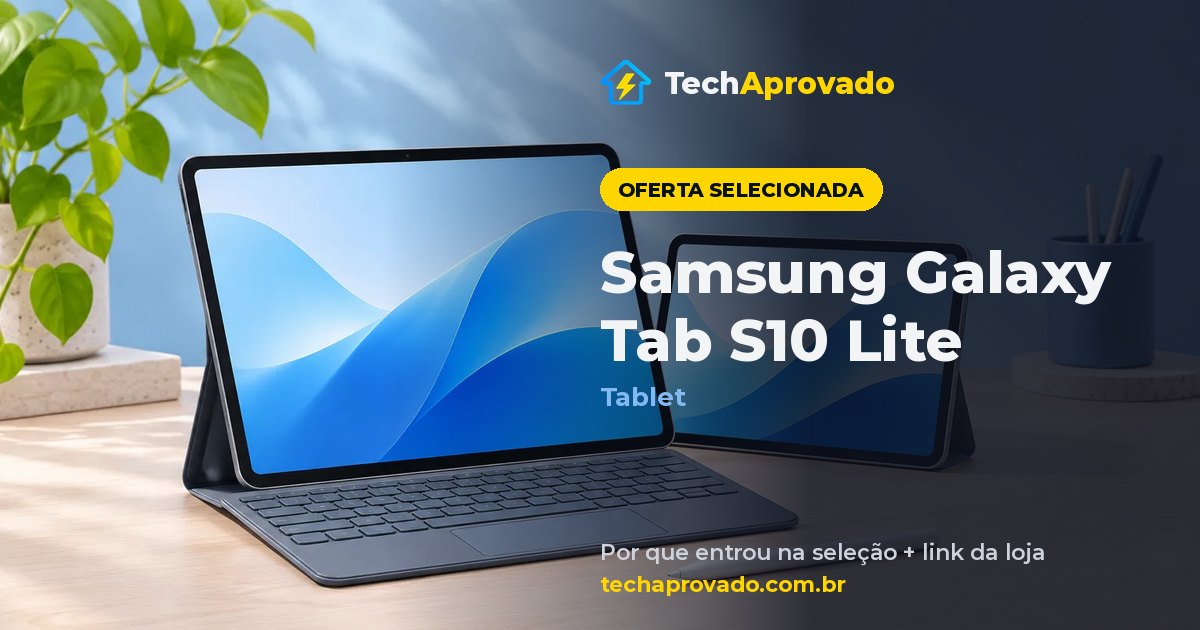 TechAprovado
OFERTA SELECIONADA
Samsung Galaxy
Tab S10 Lite
Tablet
Por que entrou na seleção + link da loja
techaprovado.com.br